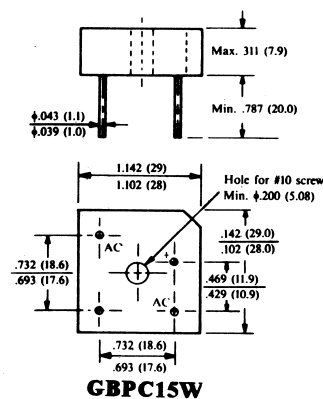 Max. .311 (7.9)
ϕ.043 (1.1)
ϕ.039 (1.0)
Min. .787 (20.0)
1.142 (29)
1.102 (28)
Hole for #10 screw
Min. ϕ.200 (5.08)
AC
+
.142 (29.0)
.102 (28.0)
.732 (18.6)
.693 (17.6)
.469 (11.9)
.429 (10.9)
AC
.732 (18.6)
.693 (17.6)
GBPC15W